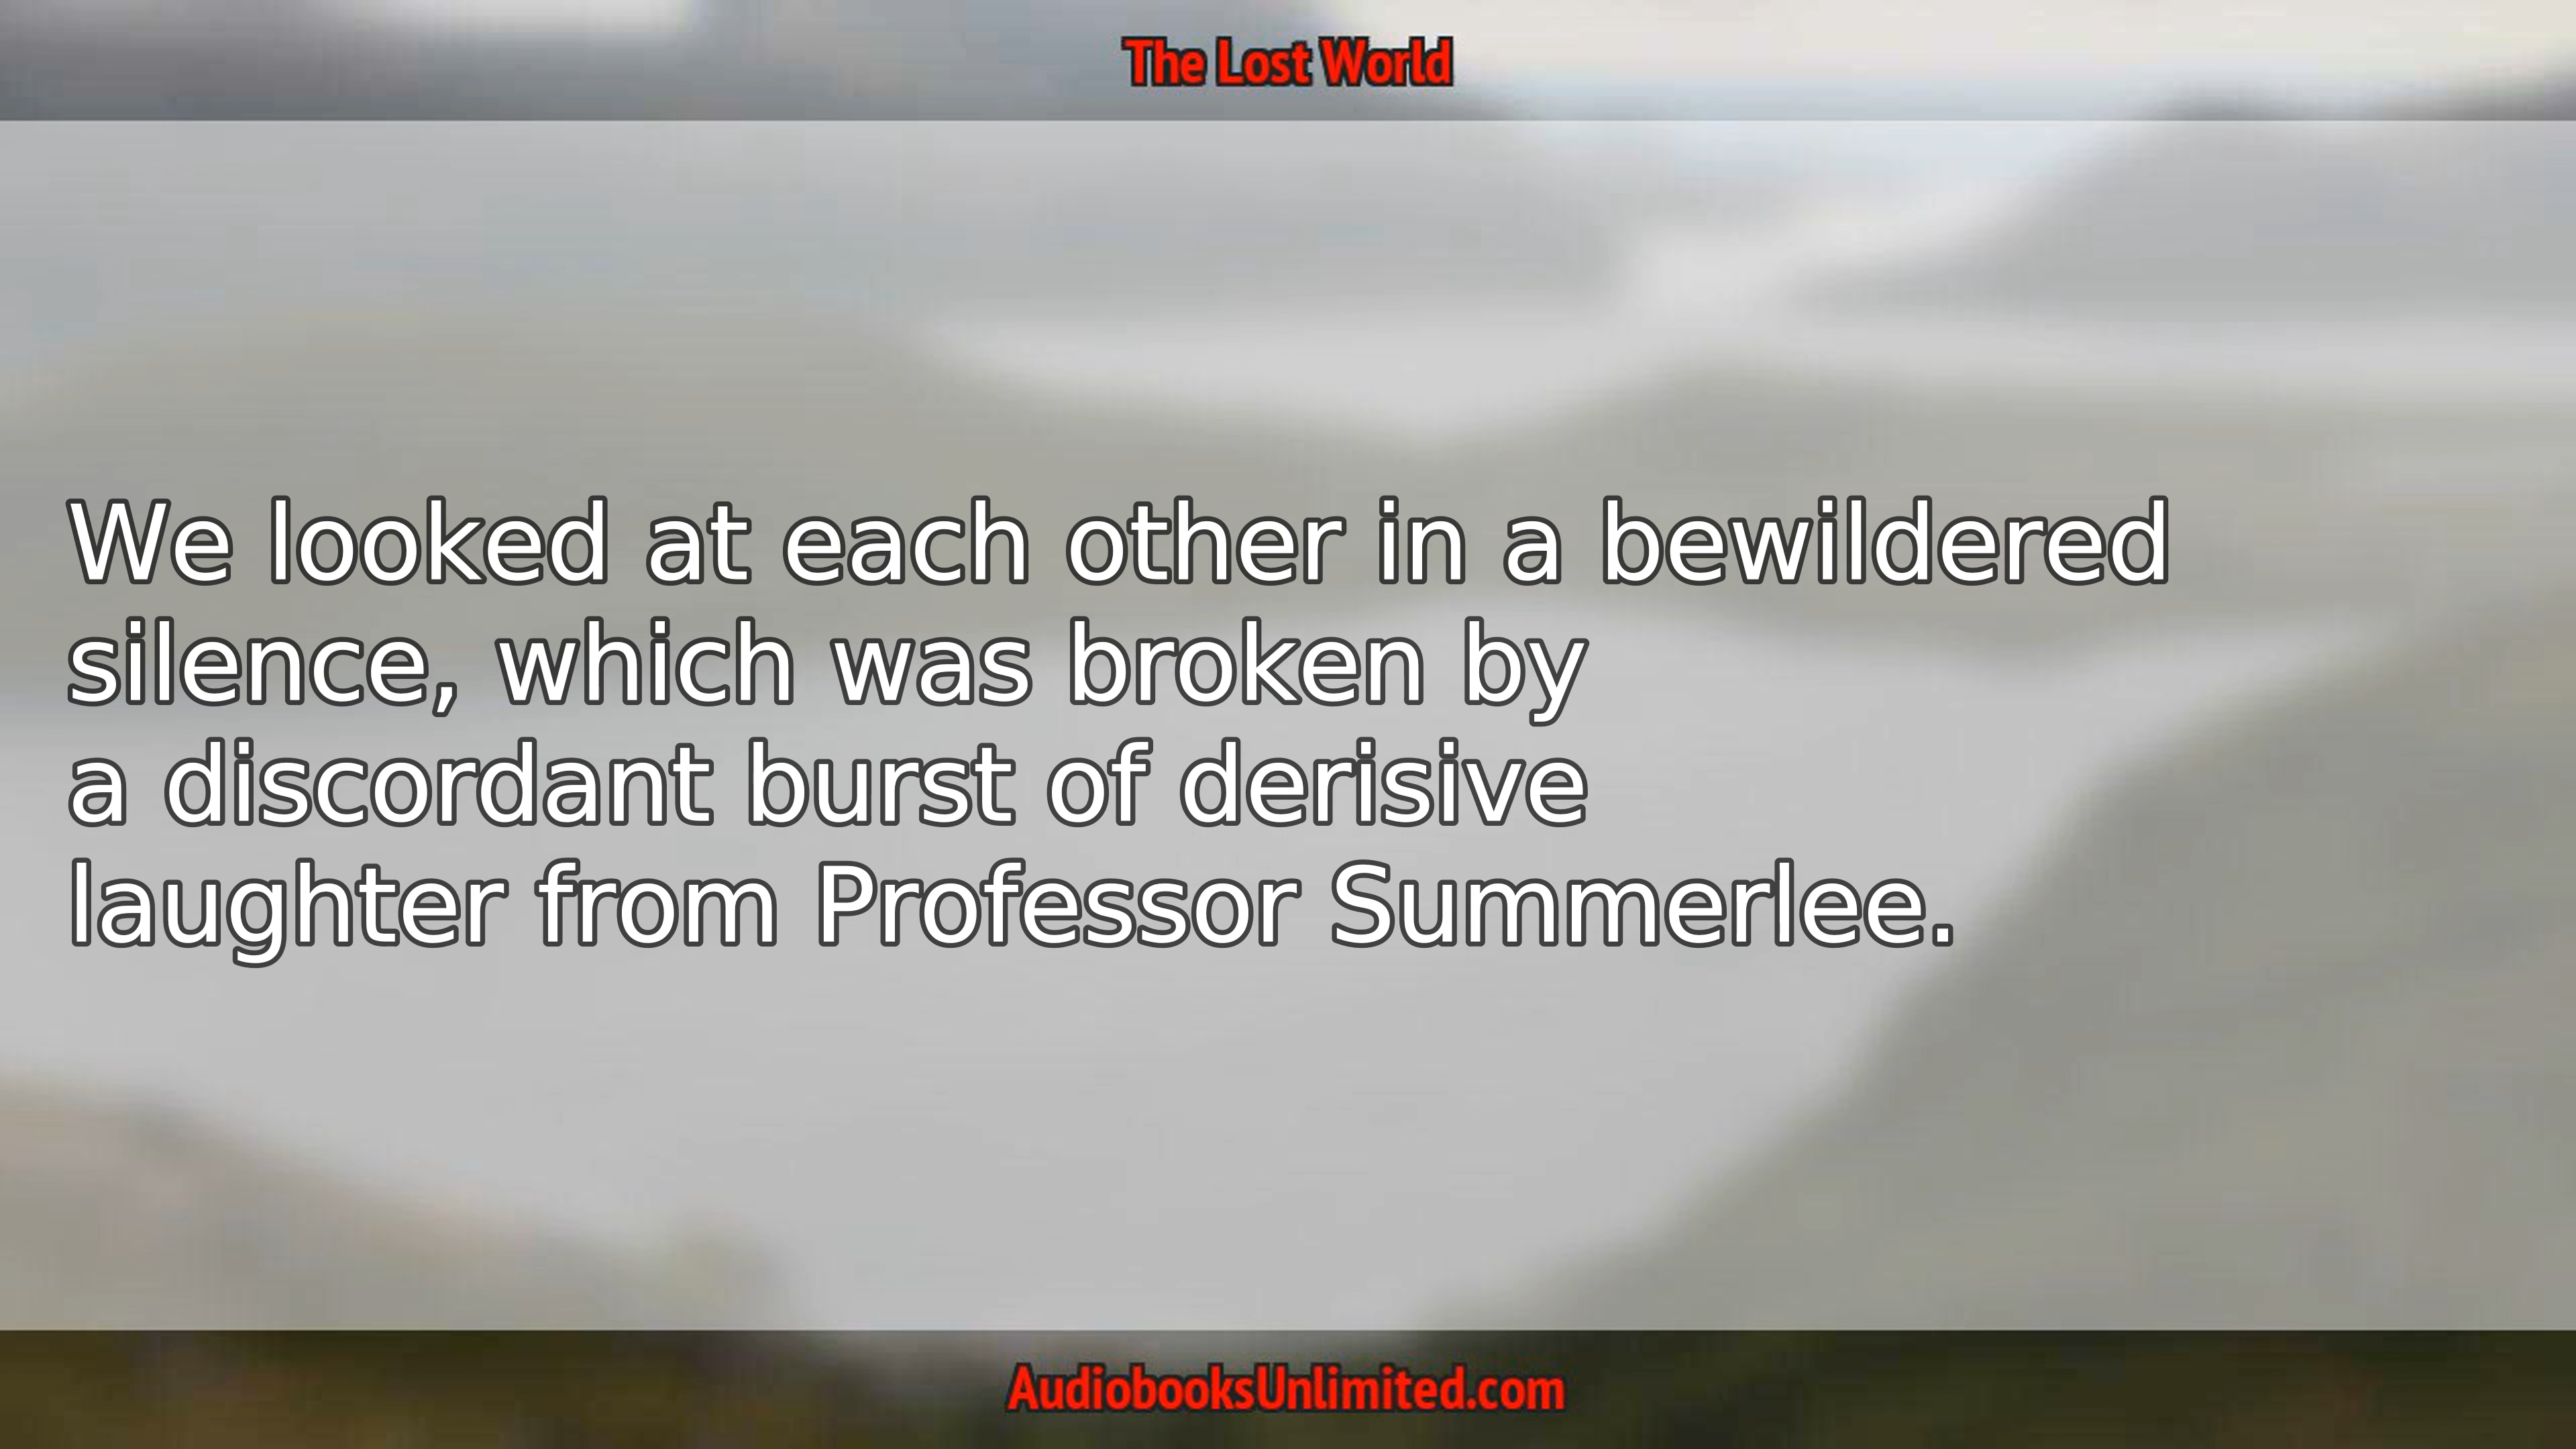 The Lost World
We looked at each other in a bewildered
silence, which was broken by
a discordant burst of derisive
laughter from Professor Summerlee.
AudiobooksUnlimited.com